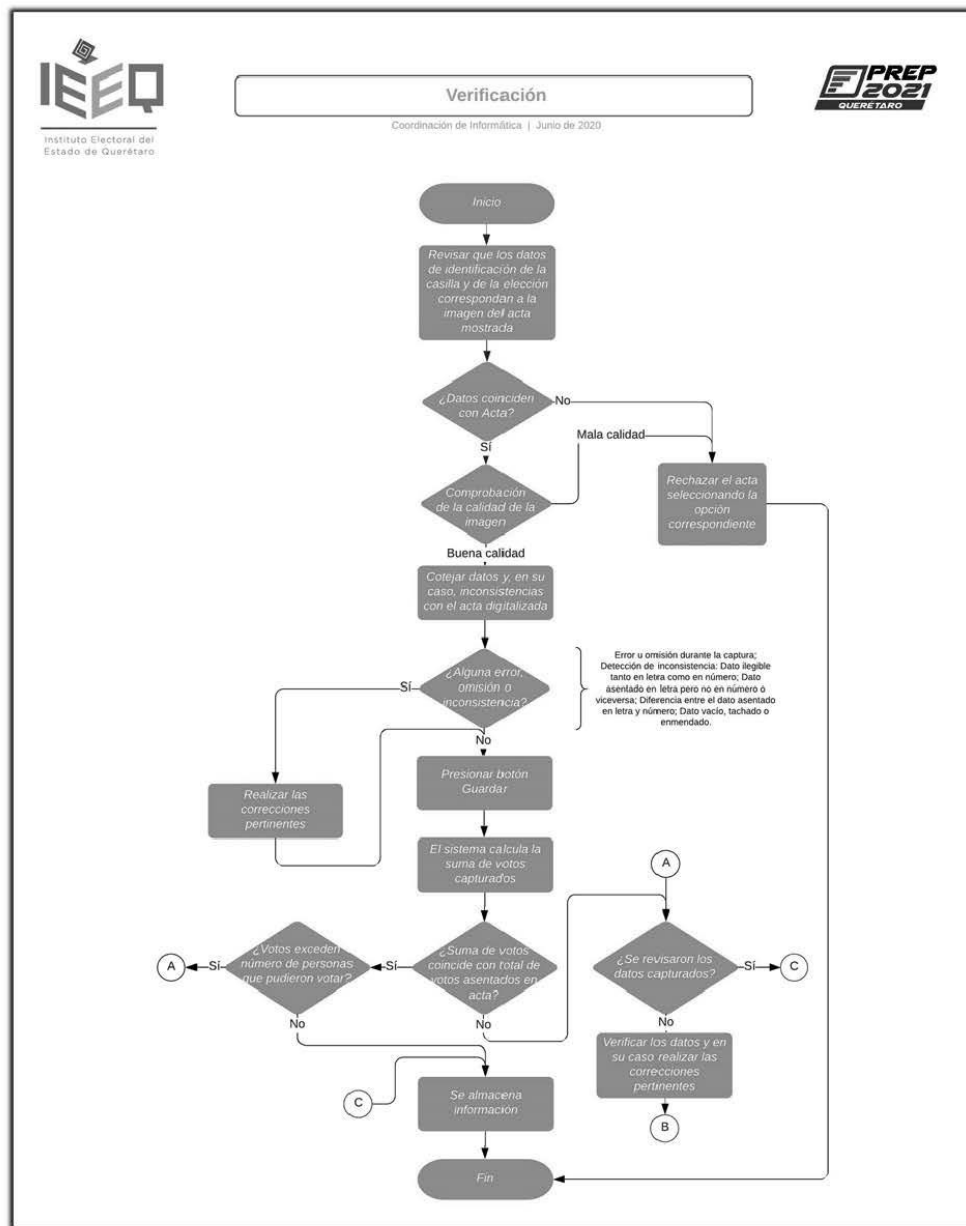 IEEQ
Instituto Electoral del
Estado de Querétaro
Verificación
Coordinación de Informática | Junio de 2020
PREP
2021
QUERÉTARO
Inicio
Revisar que los datos
de identificación de la
casilla y de la elección
correspondan a la
imagen del acta
mostrada
¿Datos coinciden
con Acta?
No
Sí
Mala calidad
Comprobación
de la calidad de la
imagen
Rechazar el acta
seleccionando la
opción
correspondiente
Buena calidad
Cotejar datos y, en su
caso, inconsistencias
con el acta digitalizada
¿Alguna error,
omisión o
inconsistencia?
Sí
No
Error u omisión durante la captura;
Detección de inconsistencia: Dato ilegible
tanto en letra como en número; Dato
asentado en letra pero no en número o
viceversa; Diferencia entre el dato asentado
en letra y número; Dato vacío, tachado o
enmendado.
Realizar las
correcciones
pertinentes
Presionar botón
Guardar
El sistema calcula la
suma de votos
capturados
A
A
Sí
¿Votos exceden
número de personas
que pudieron votar?
Sí
¿Suma de votos
coincide con total de
votos asentados en
acta?
¿Se revisaron los
datos capturados?
Sí
C
No
No
No
Verificar los datos y en
su caso realizar las
correcciones
pertinentes
C
Se almacena
información
B
Fin